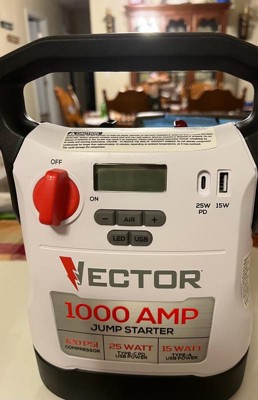 CAUTION
OFF
ON
25W
PD
15W
− AIR +
LED USB
VECTOR
1000 AMP
JUMP STARTER
PSI
COMPRESSOR
25 WATT
TYPE-C PD
USB POWER
15 WATT
TYPE-A
USB POWER